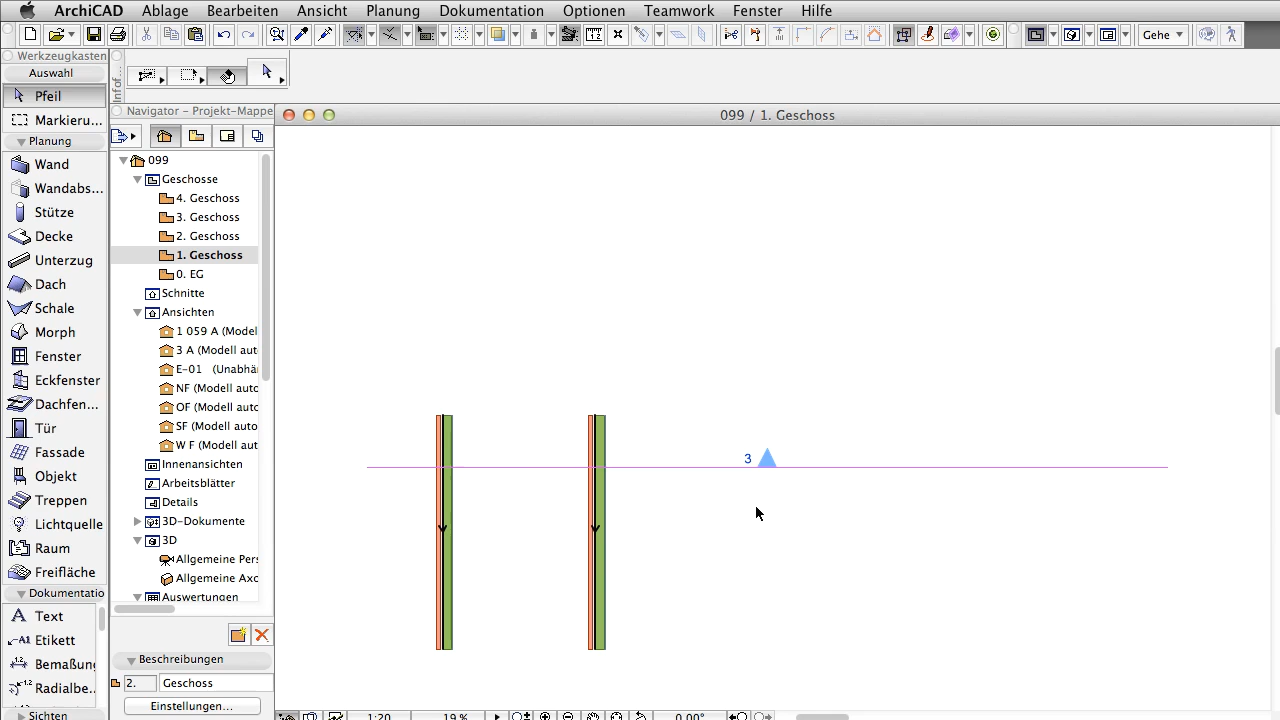 ArchiCAD Ablage Bearbeiten Ansicht Planung Dokumentation Optionen Teamwork Fenster Hilfe
Gehe
Werkzeugkasten
Auswahl
Pfeil
Markieru...
Planung
Wand
Wandabs...
Stütze
Decke
Unterzug
Dach
Schale
Morph
Fenster
Eckfenster
Dachfen...
Tür
Fassade
Objekt
Treppen
Lichtquelle
Raum
Freifläche
Dokumentatio
Text
A1 Etikett
Bemaßung
Radialbe...
Sichten
Infof...
Navigator - Projekt-Mappe
099
Geschosse
4. Geschoss
3. Geschoss
2. Geschoss
1. Geschoss
0. EG
Schnitte
Ansichten
1 059 A (Model
3 A (Modell aut
E-01 (Unabhä
NF (Modell auto
OF (Modell auto
SF (Modell auto
W F (Modell aut
Innenansichten
Arbeitsblätter
Details
3D-Dokumente
3D
Allgemeine Pers
Allgemeine Axo
Auswertungen
Beschreibungen
2. Geschoss
Einstellungen...
099 / 1. Geschoss
3
1:20 19 % 0,00°